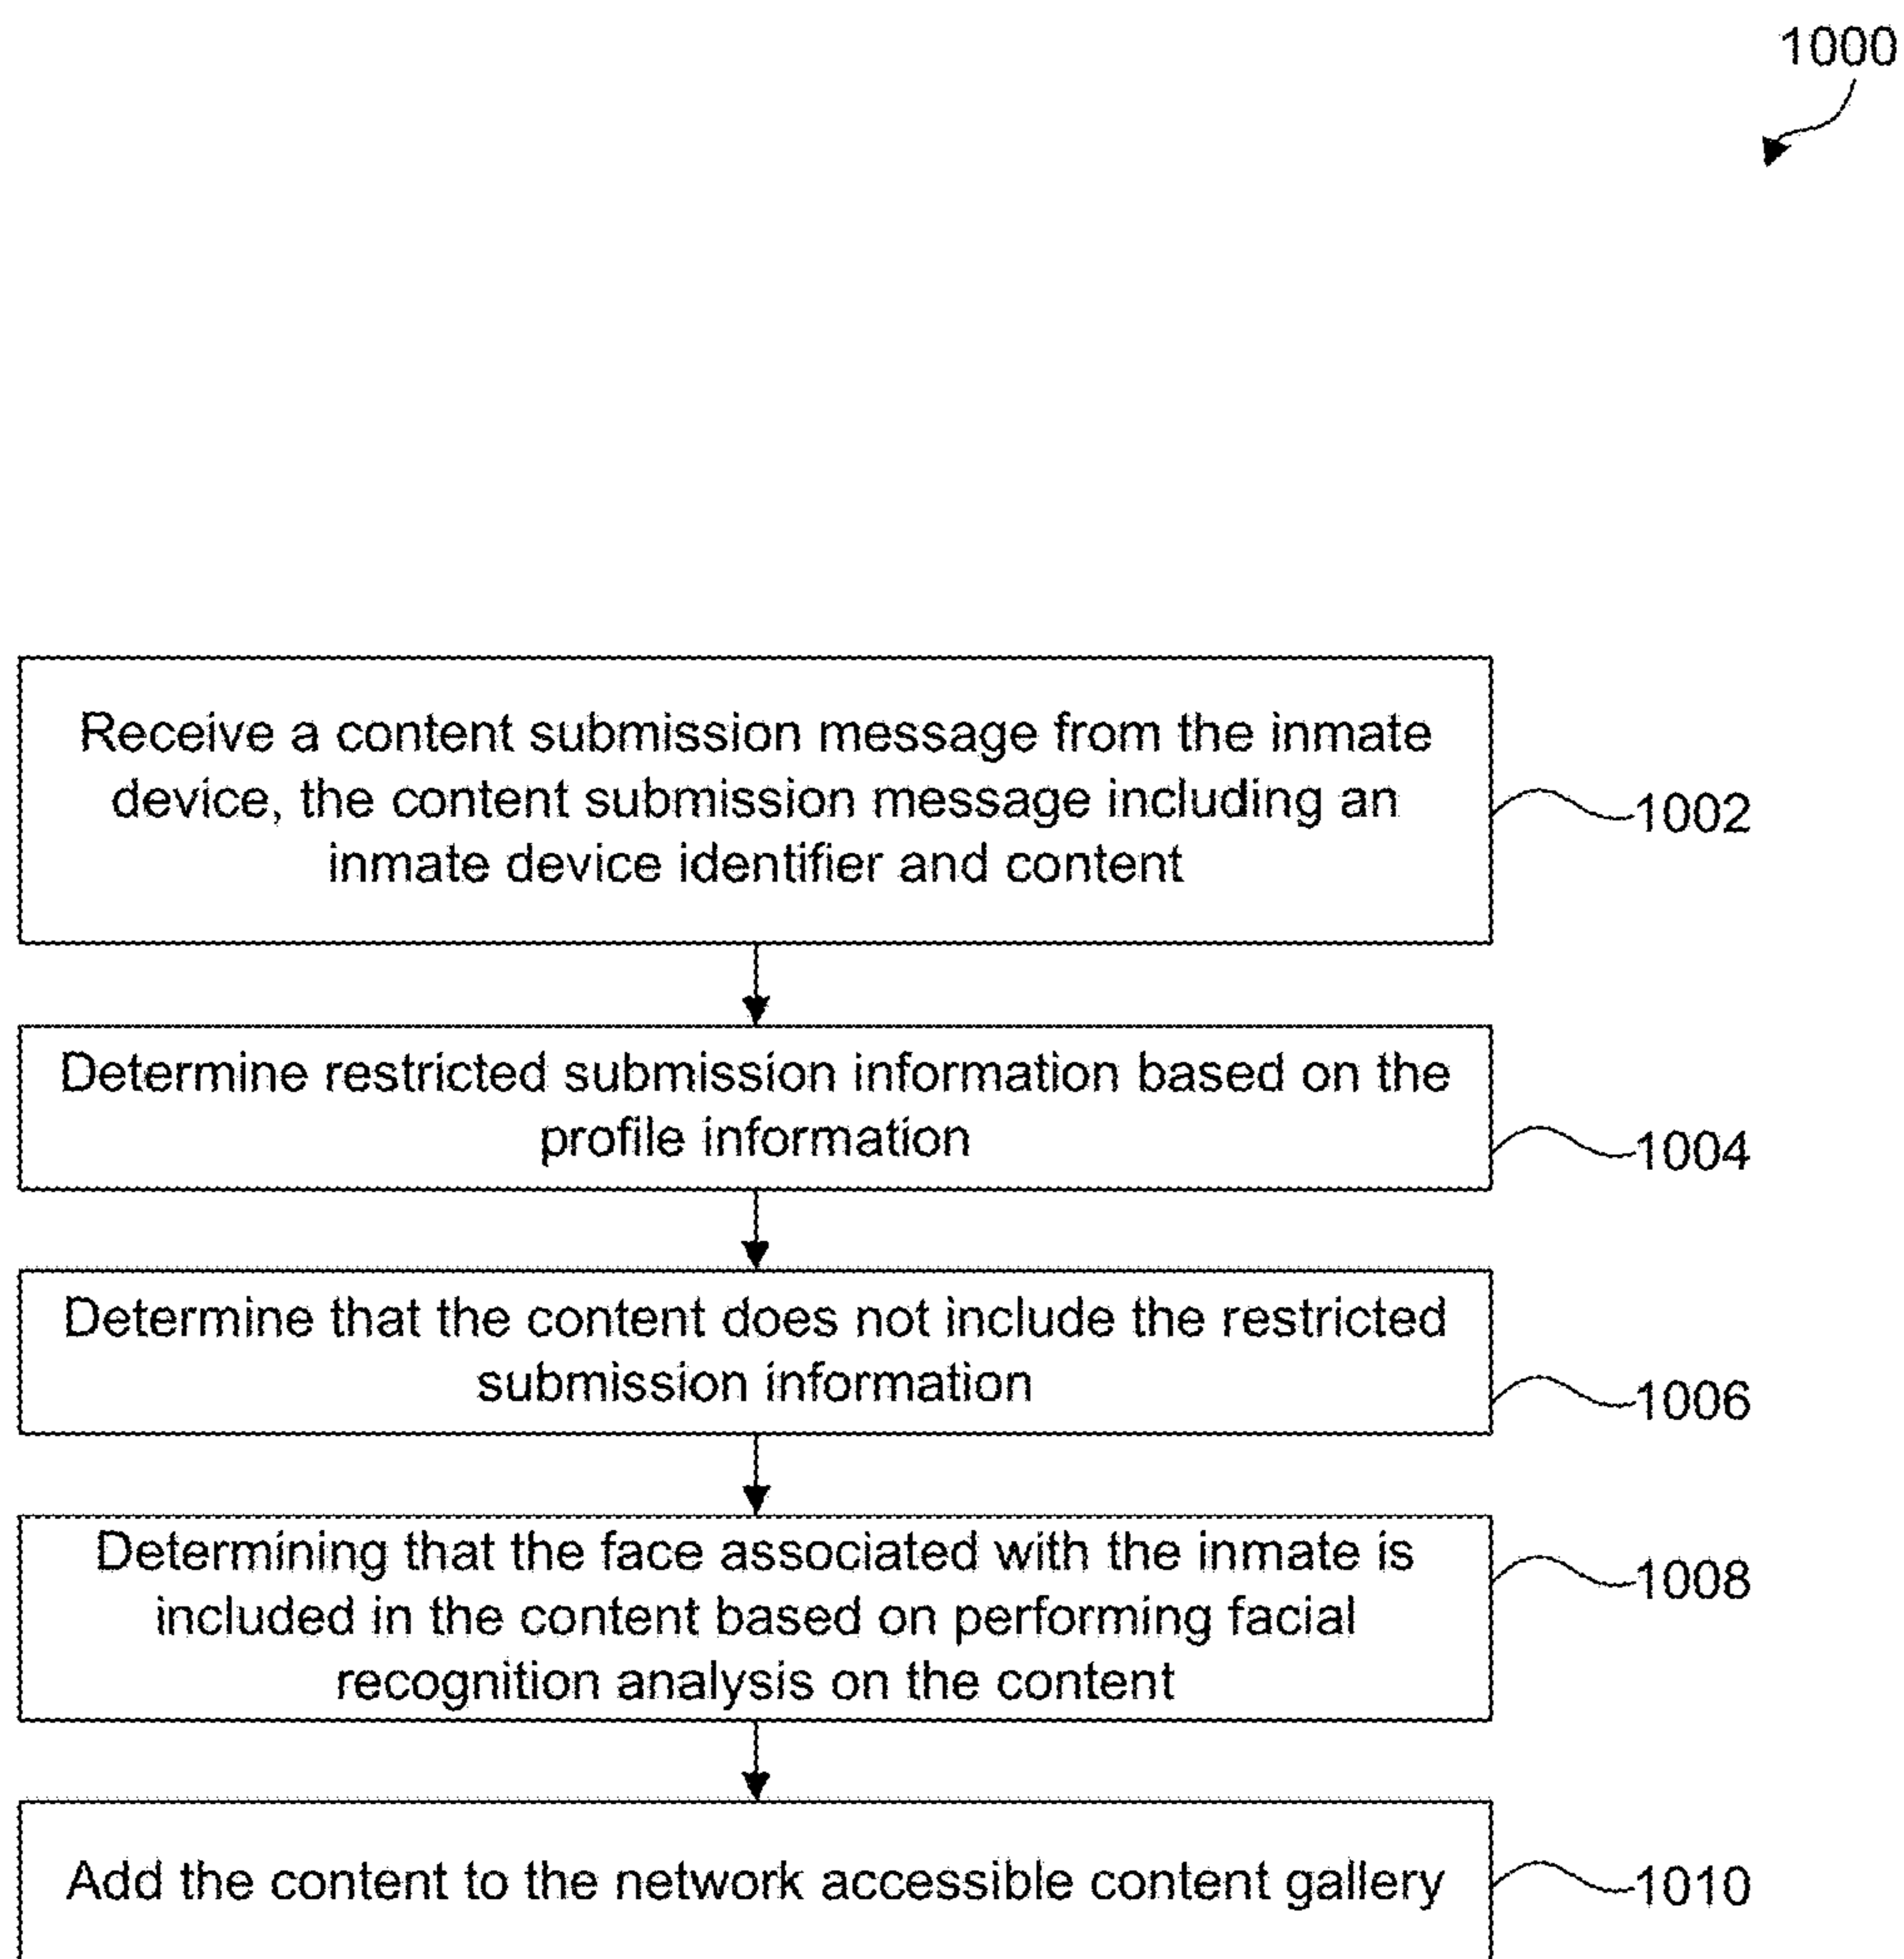 1000
Receive a content submission message from the inmate
device, the content submission message including an
inmate device identifier and content
1002
Determine restricted submission information based on the
profile information
1004
Determine that the content does not include the restricted
submission information
1006
Determining that the face associated with the inmate is
included in the content based on performing facial
recognition analysis on the content
1008
Add the content to the network accessible content gallery
1010